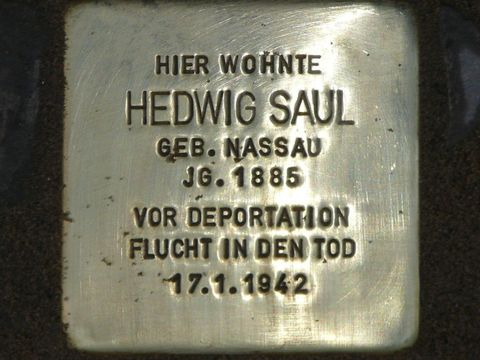 HIER WOHNTE
HEDWIG SAUL
GEB. NASSAU
JG. 1885
VOR DEPORTATION
FLUCHT IN DEN TOD
17.1.1942